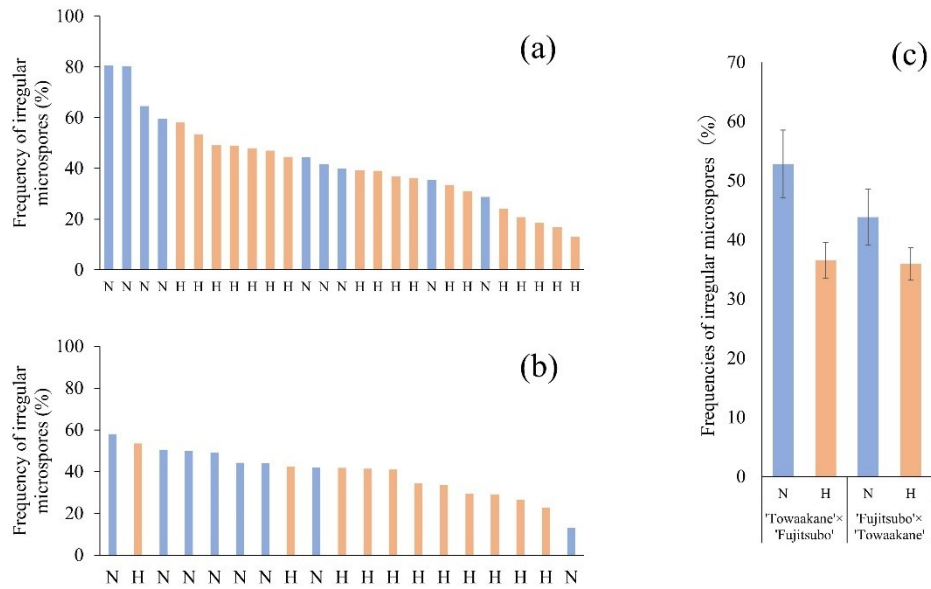 (a)
Frequency of irregular
microspores (%)
100
80
60
40
20
0
N N N N H H H H H H H N N N H H H H N H H N H H H H H
(b)
Frequency of irregular
microspores (%)
100
80
60
40
20
0
N H N N N N N H N H H H H H H H H H N
(c)
Frequencies of irregular microspores (%)
70
60
50
40
30
20
10
0
N H N H
'Towaakane'×
'Fujitsubo'
'Fujitsubo'×
'Towaakane'